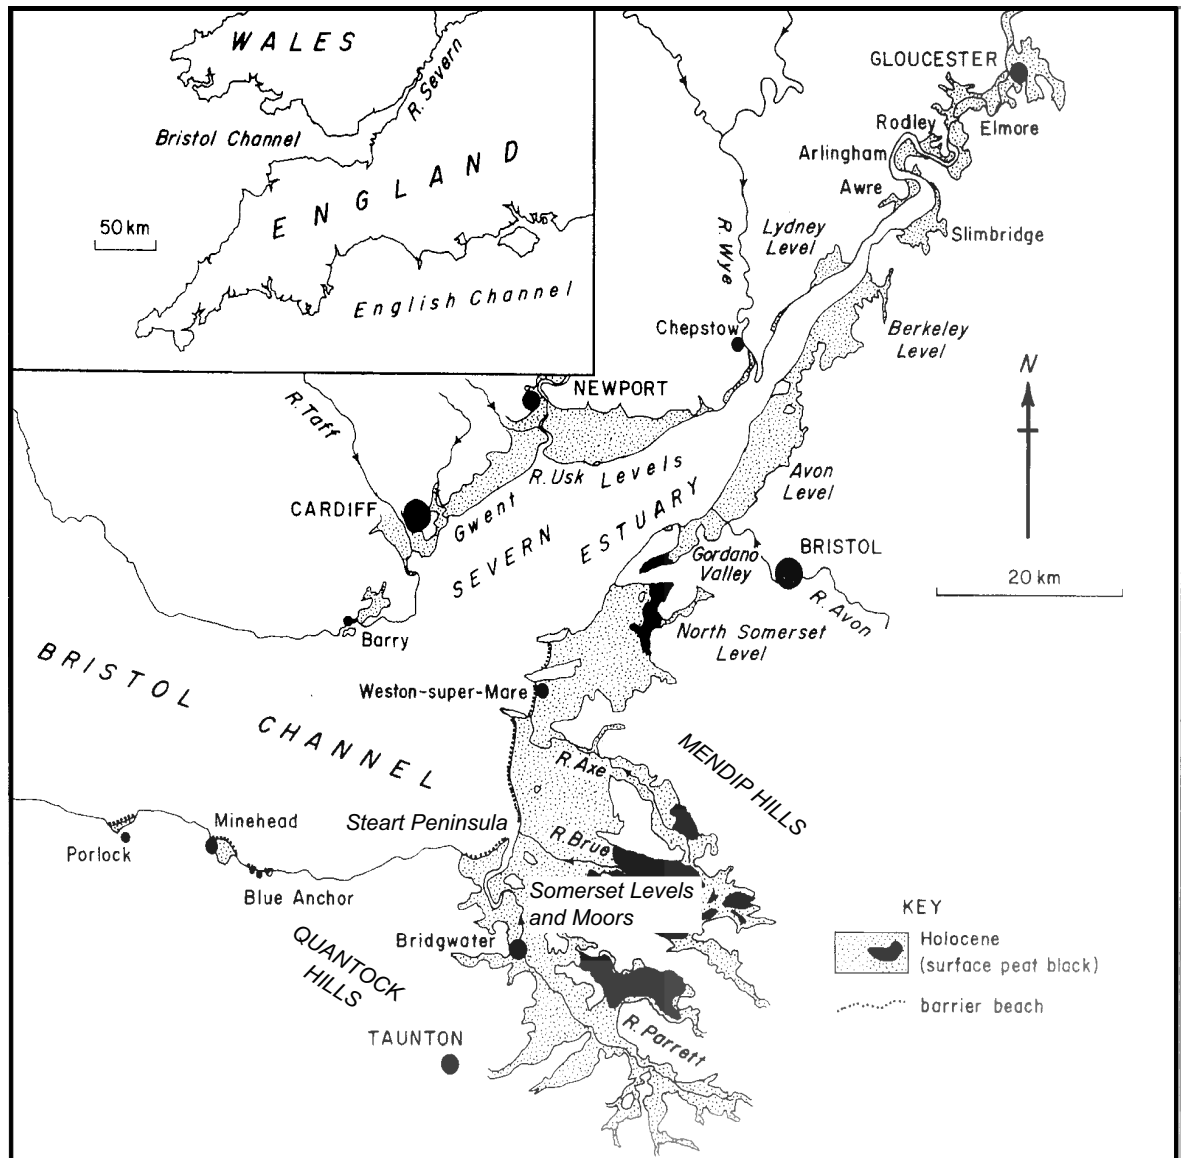 WALES
R. Severn
Bristol Channel
ENGLAND
50 km
English Channel
GLOUCESTER
Rodley
Elmore
Arlingham
Awre
Slimbridge
Lydney
Level
R. Wye
Chepstow
Berkeley
Level
N
NEWPORT
R. Taff
R. Usk
Gwent Levels
CARDIFF
Avon
Level
SEVERN ESTUARY
Gordano
Valley
BRISTOL
20 km
R. Avon
Barry
North Somerset
Level
BRISTOL CHANNEL
Weston-super-Mare
MENDIP HILLS
R. Axe
Steart Peninsula
Minehead
Porlock
Blue Anchor
R. Brue
Somerset Levels
and Moors
Bridgwater
QUANTOCK
HILLS
TAUNTON
R. Parrett
KEY
Holocene
(surface peat black)
barrier beach